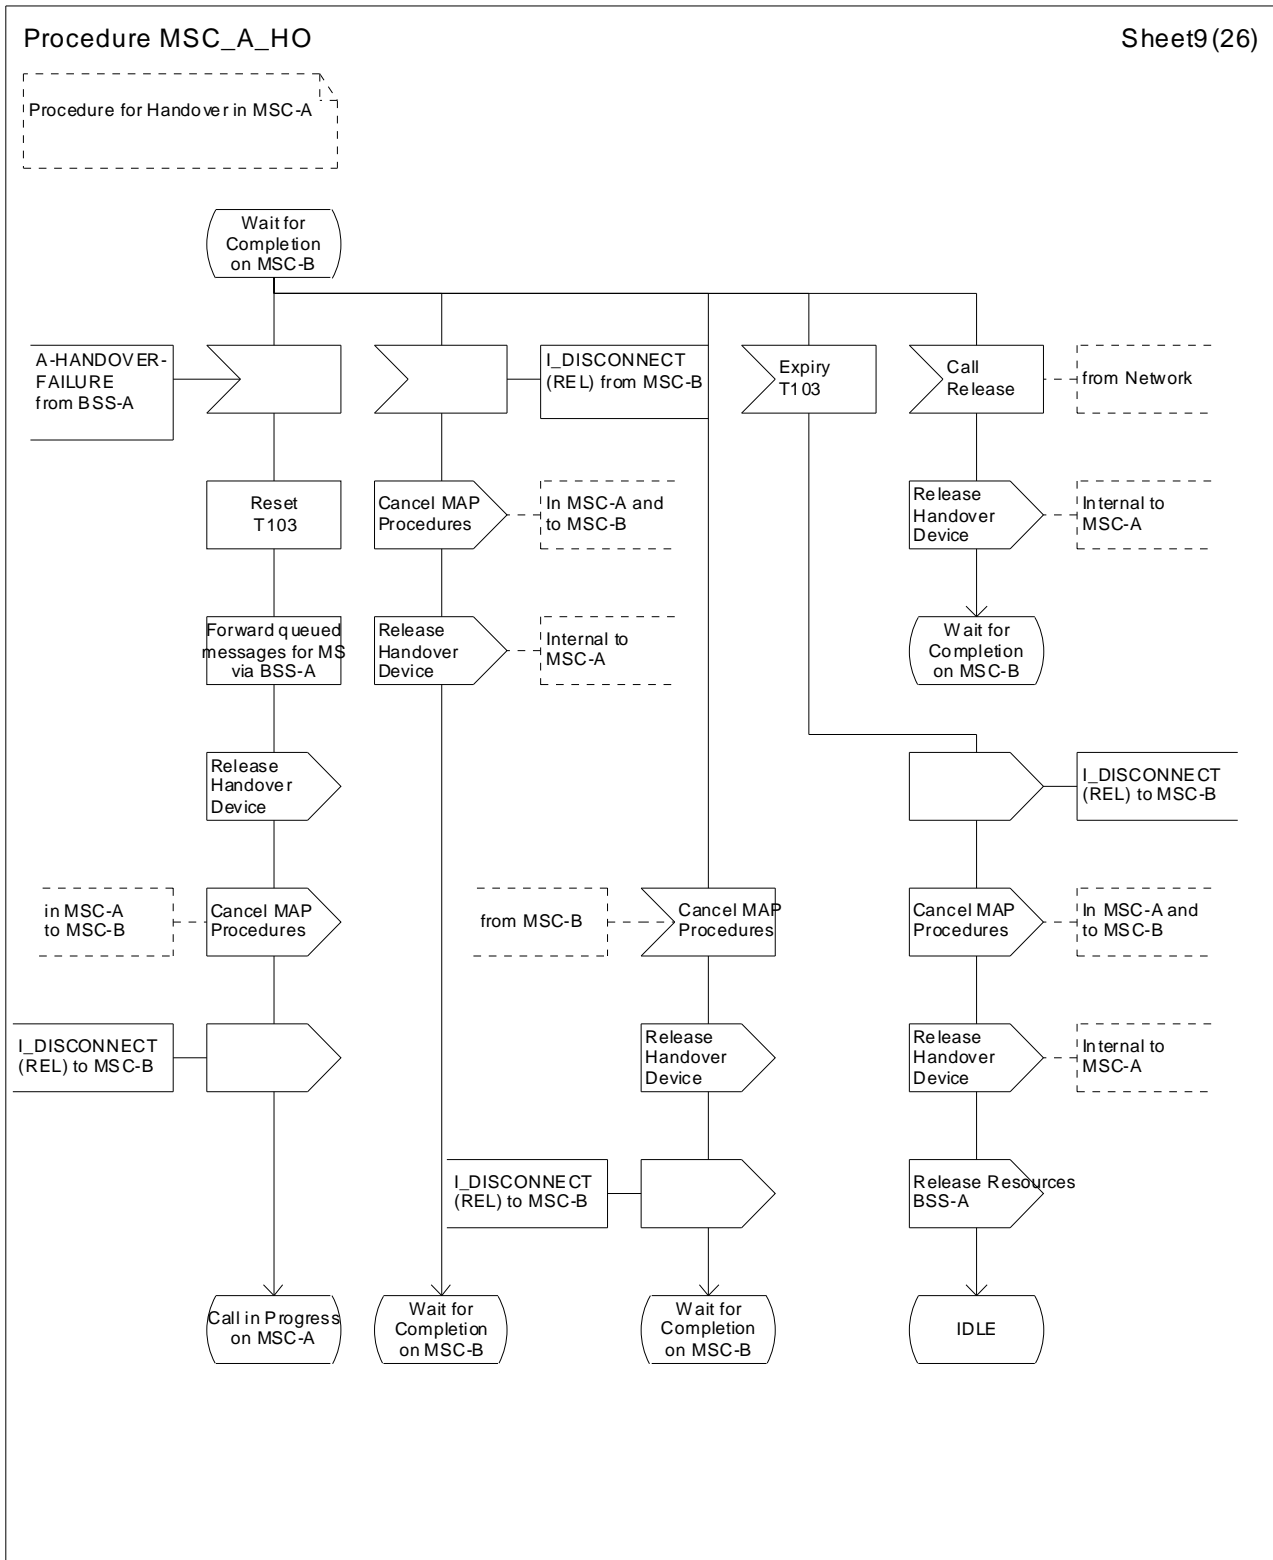 Procedure MSC_A_HO
Sheet9(26)
Procedure for Handover in MSC-A
Wait for
Completion
on MSC-B
A-HANDOVER-
FAILURE
from BSS-A
I_DISCONNECT
(REL) from MSC-B
Expiry
T103
Call
Release
from Network
Reset
T103
Cancel MAP
Procedures
In MSC-A and
to MSC-B
Release
Handover
Device
Internal to
MSC-A
Forward queued
messages for MS
via BSS-A
Release
Handover
Device
Internal to
MSC-A
Wait for
Completion
on MSC-B
Release
Handover
Device
I_DISCONNECT
(REL) to MSC-B
in MSC-A
to MSC-B
Cancel MAP
Procedures
from MSC-B
Cancel MAP
Procedures
Cancel MAP
Procedures
In MSC-A and
to MSC-B
I_DISCONNECT
(REL) to MSC-B
Release
Handover
Device
Release
Handover
Device
Internal to
MSC-A
I_DISCONNECT
(REL) to MSC-B
Release Resources
BSS-A
Call in Progress
on MSC-A
Wait for
Completion
on MSC-B
Wait for
Completion
on MSC-B
IDLE